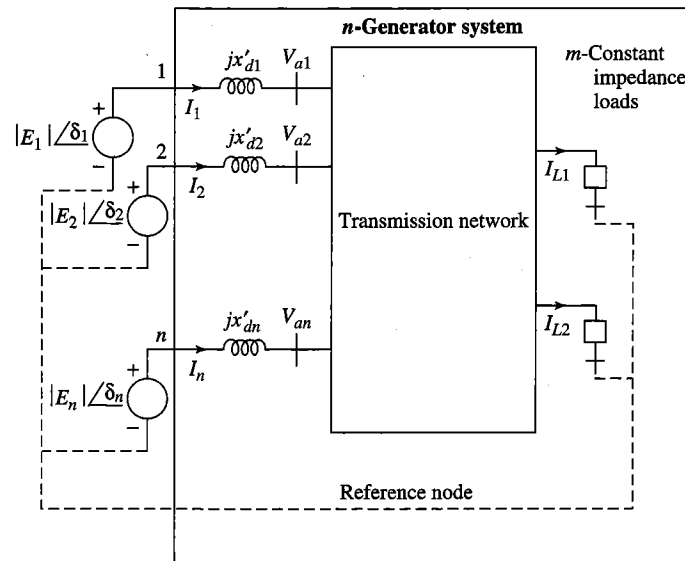 n-Generator system
m-Constant
impedance
loads
jx′d1
Va1
1
I1
+
|E1|∠δ1
−
jx′d2
Va2
2
I2
+
|E2|∠δ2
−
IL1
Transmission network
jx′dn
Van
n
In
+
|En|∠δn
−
IL2
Reference node